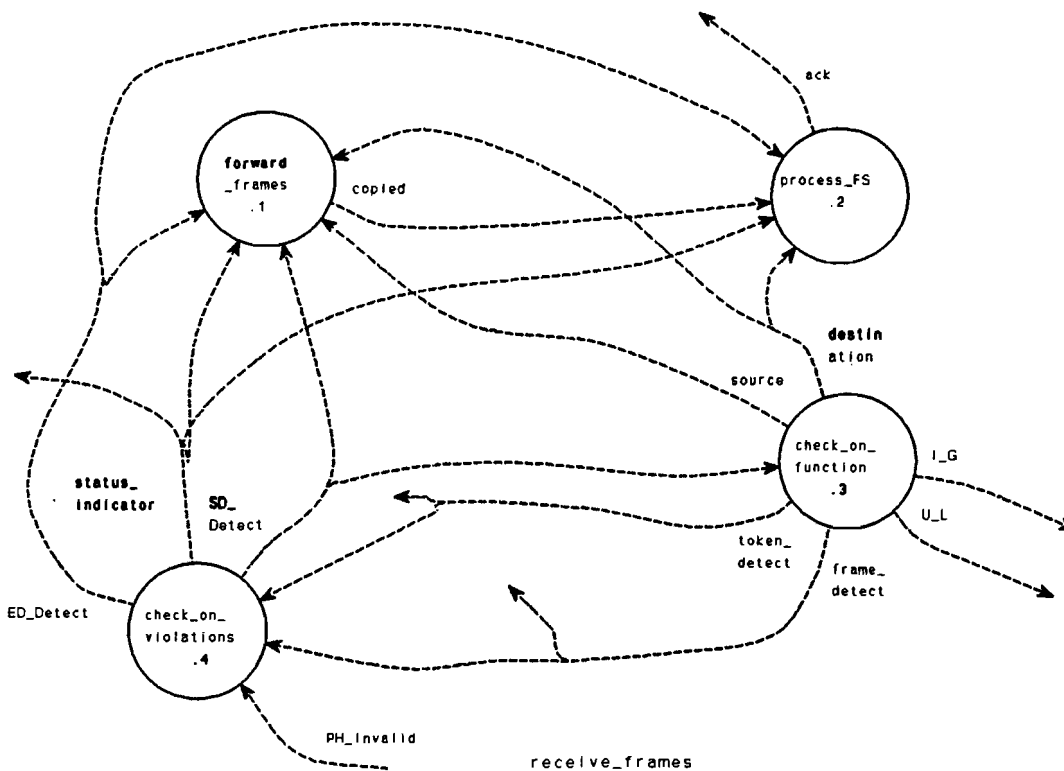 ack
forward
_frames
.1
copied
process_FS
.2
destin
ation
source
check_on_
function
.3
I_G
U_L
status_
indicator
SD_
Detect
token_
detect
frame_
detect
ED_Detect
check_on_
violations
.4
PH_Invalid
receive_frames